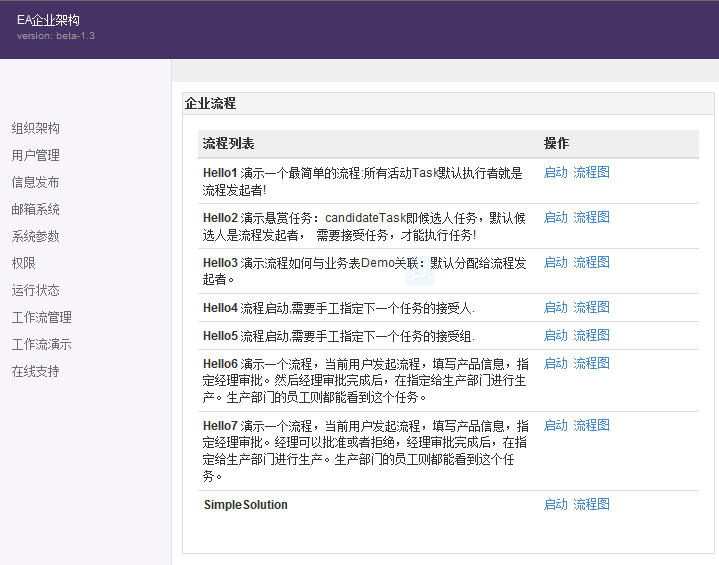 EA企业架构
version: beta-1.3
组织架构
用户管理
信息发布
邮箱系统
系统参数
权限
运行状态
工作流管理
工作流演示
在线支持
企业流程
流程列表 操作
Hello1 演示一个最简单的流程:所有活动Task默认执行者就是 启动 流程图
流程发起者!
Hello2 演示悬赏任务：candidateTask即候选人任务，默认候 启动 流程图
选人是流程发起者， 需要接受任务，才能执行任务!
Hello3 演示流程如何与业务表Demo关联：默认分配给流程发 启动 流程图
起者。
Hello4 流程启动,需要手工指定下一个任务的接受人. 启动 流程图
Hello5 流程启动,需要手工指定下一个任务的接受组. 启动 流程图
Hello6 演示一个流程，当前用户发起流程，填写产品信息，指 启动 流程图
定经理审批。然后经理审批完成后，在指定给生产部门进行生
产。生产部门的员工则都能看到这个任务。
Hello7 演示一个流程，当前用户发起流程，填写产品信息，指 启动 流程图
定经理审批。经理可以批准或者拒绝，经理审批完成后，在指
定给生产部门进行生产。生产部门的员工则都能看到这个任
务。
SimpleSolution 启动 流程图